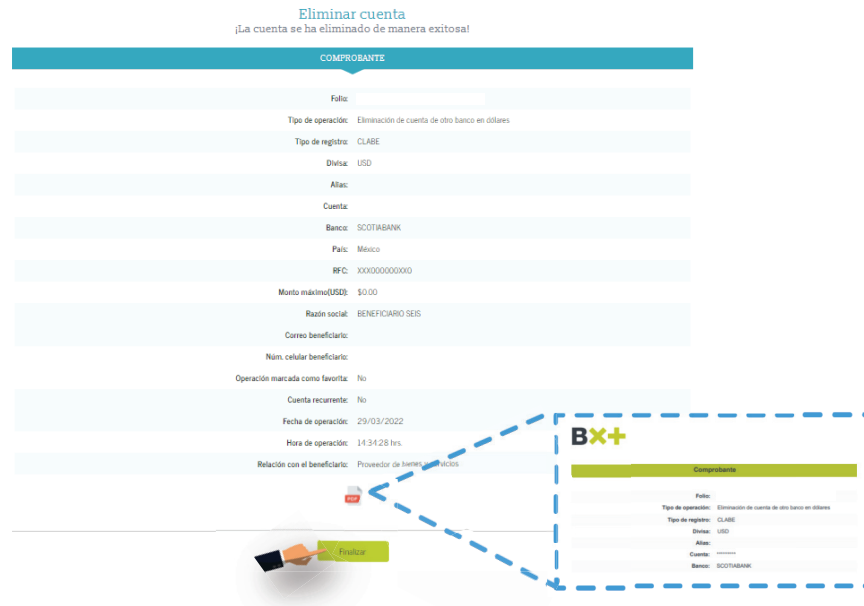 Eliminar cuenta
¡La cuenta se ha eliminado de manera exitosa!
COMPROBANTE
Folio:
Tipo de operación: Eliminación de cuenta de otro banco en dólares
Tipo de registro: CLABE
Divisa: USD
Alias:
Cuenta:
Banco: SCOTIABANK
País: México
RFC: XXX000000XX0
Monto máximo(USD): $0.00
Razón social: BENEFICIARIO SEIS
Correo beneficiario:
Núm. celular beneficiario:
Operación marcada como favorita: No
Cuenta recurrente: No
Fecha de operación: 29/03/2022
Hora de operación: 14:34:28 hrs.
Relación con el beneficiario: Proveedor de bienes y servicios
PDF
Finalizar
BX+
Comprobante
Folio:
Tipo de operación: Eliminación de cuenta de otro banco en dólares
Tipo de registro: CLABE
Divisa: USD
Alias:
Cuenta: *********
Banco: SCOTIABANK